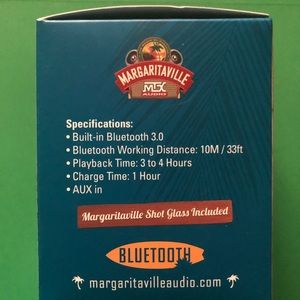 MARGARITAVILLE
MTX
AUDIO
Specifications:
• Built-in Bluetooth 3.0
• Bluetooth Working Distance: 10M / 33ft
• Playback Time: 3 to 4 Hours
• Charge Time: 1 Hour
• AUX in
Margaritaville Shot Glass Included
BLUETOOTH
margaritavilleaudio.com